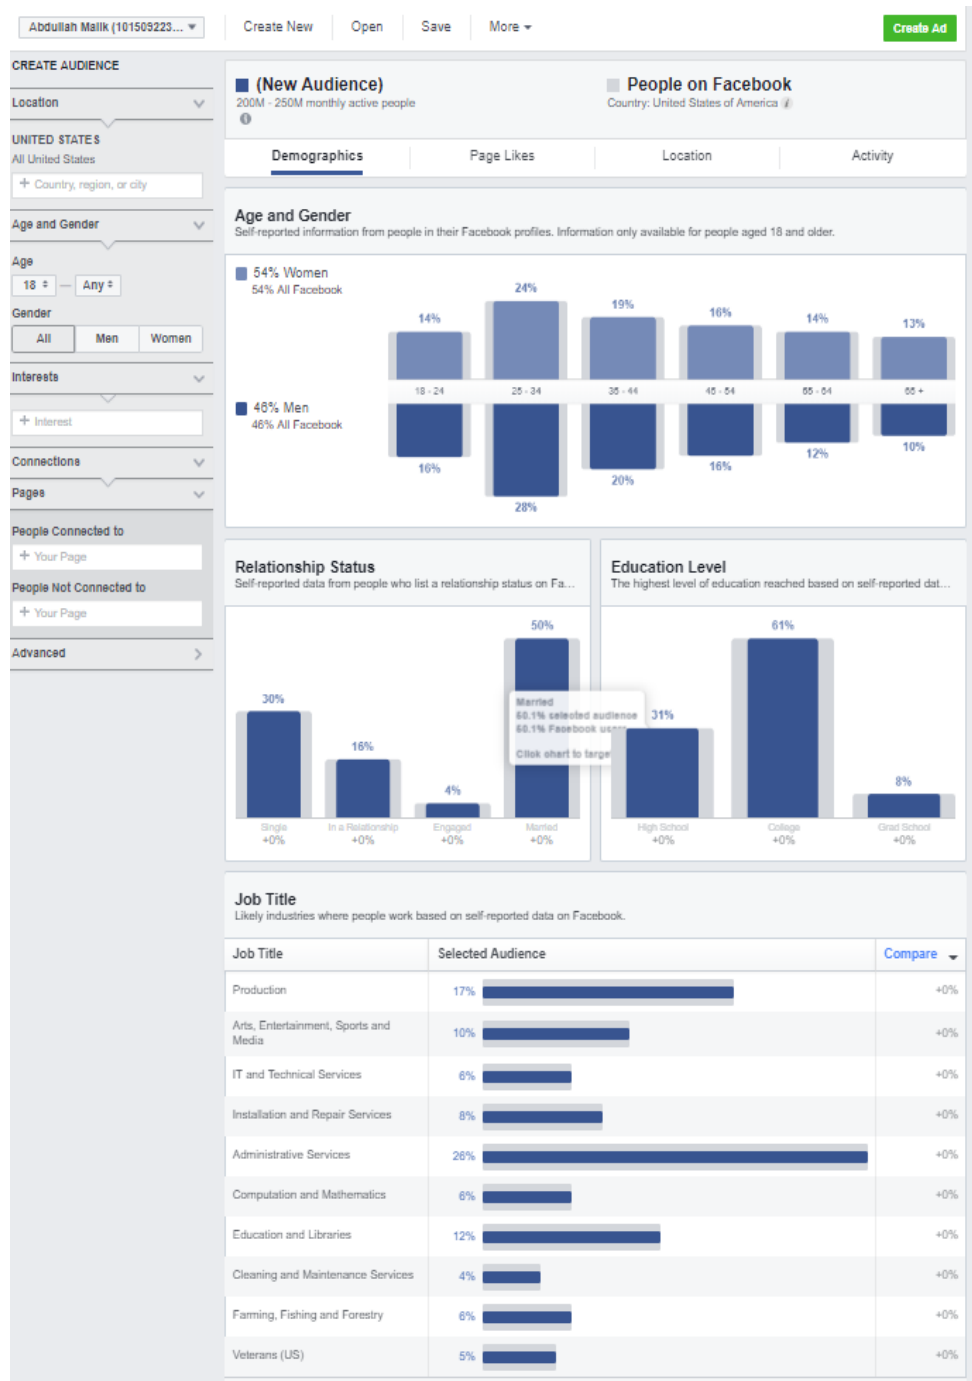 Abdullah Malik (101509223...
Create New
Open
Save
More
Create Ad
CREATE AUDIENCE
Location
UNITED STATES
All United States
+ Country, region, or city
Age and Gender
Age
18 — Any
Gender
All Men Women
Interests
+ Interest
Connections
Pages
People Connected to
+ Your Page
People Not Connected to
+ Your Page
Advanced
(New Audience)
200M - 250M monthly active people
People on Facebook
Country: United States of America
Demographics Page Likes Location Activity
Age and Gender
Self-reported information from people in their Facebook profiles. Information only available for people aged 18 and older.
54% Women
54% All Facebook
14% 24% 19% 16% 14% 13%
18 - 24 25 - 34 35 - 44 45 - 54 55 - 64 65 +
46% Men
46% All Facebook
16% 28% 20% 16% 12% 10%
Relationship Status
Self-reported data from people who list a relationship status on Fa...
30% 16% 4% 50%
Married
50.1% selected audience
50.1% Facebook
Click chart to target
Single In a Relationship Engaged Married
+0% +0% +0% +0%
Education Level
The highest level of education reached based on self-reported dat...
31% 61% 8%
High School College Grad School
+0% +0% +0%
Job Title
Likely industries where people work based on self-reported data on Facebook.
Job Title Selected Audience Compare
Production 17% +0%
Arts, Entertainment, Sports and
Media 10% +0%
IT and Technical Services 6% +0%
Installation and Repair Services 8% +0%
Administrative Services 26% +0%
Computation and Mathematics 6% +0%
Education and Libraries 12% +0%
Cleaning and Maintenance Services 4% +0%
Farming, Fishing and Forestry 6% +0%
Veterans (US) 5% +0%